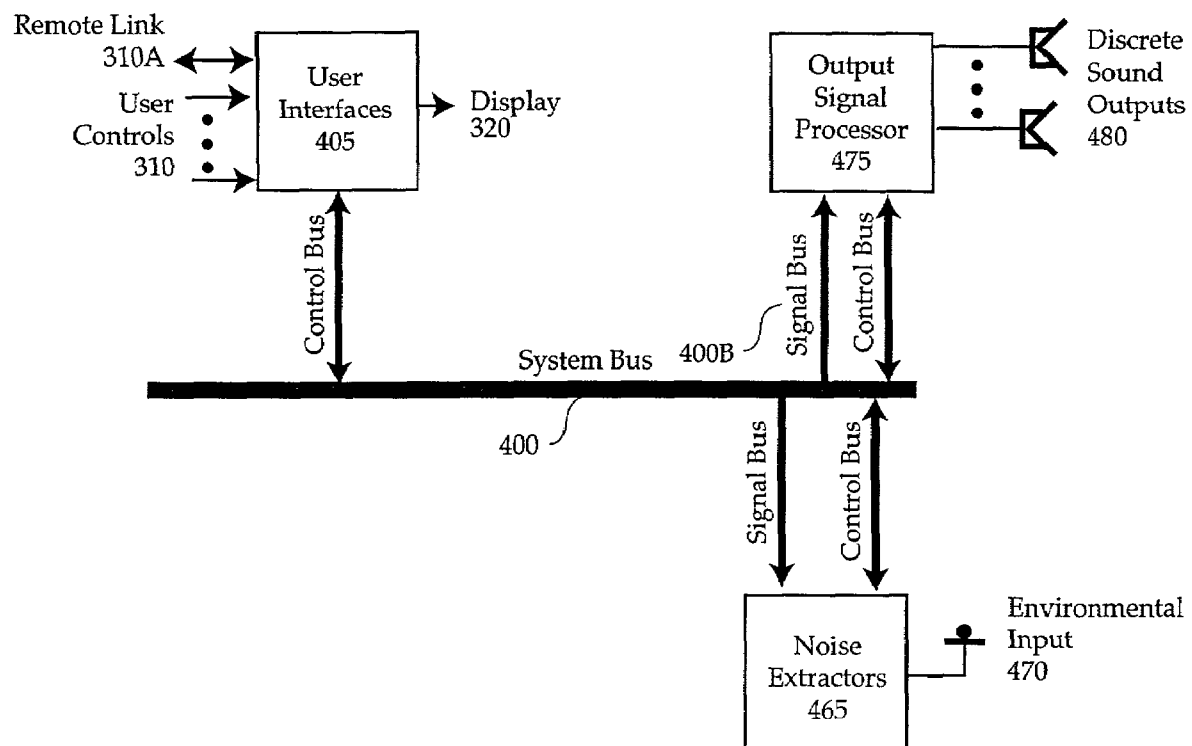 Remote Link
310A
User
Controls
310
User
Interfaces
405
Display
320
Output
Signal
Processor
475
Discrete
Sound
Outputs
480
Control Bus
Signal Bus
Control Bus
400B
System Bus
400
Signal Bus
Control Bus
Noise
Extractors
465
Environmental
Input
470